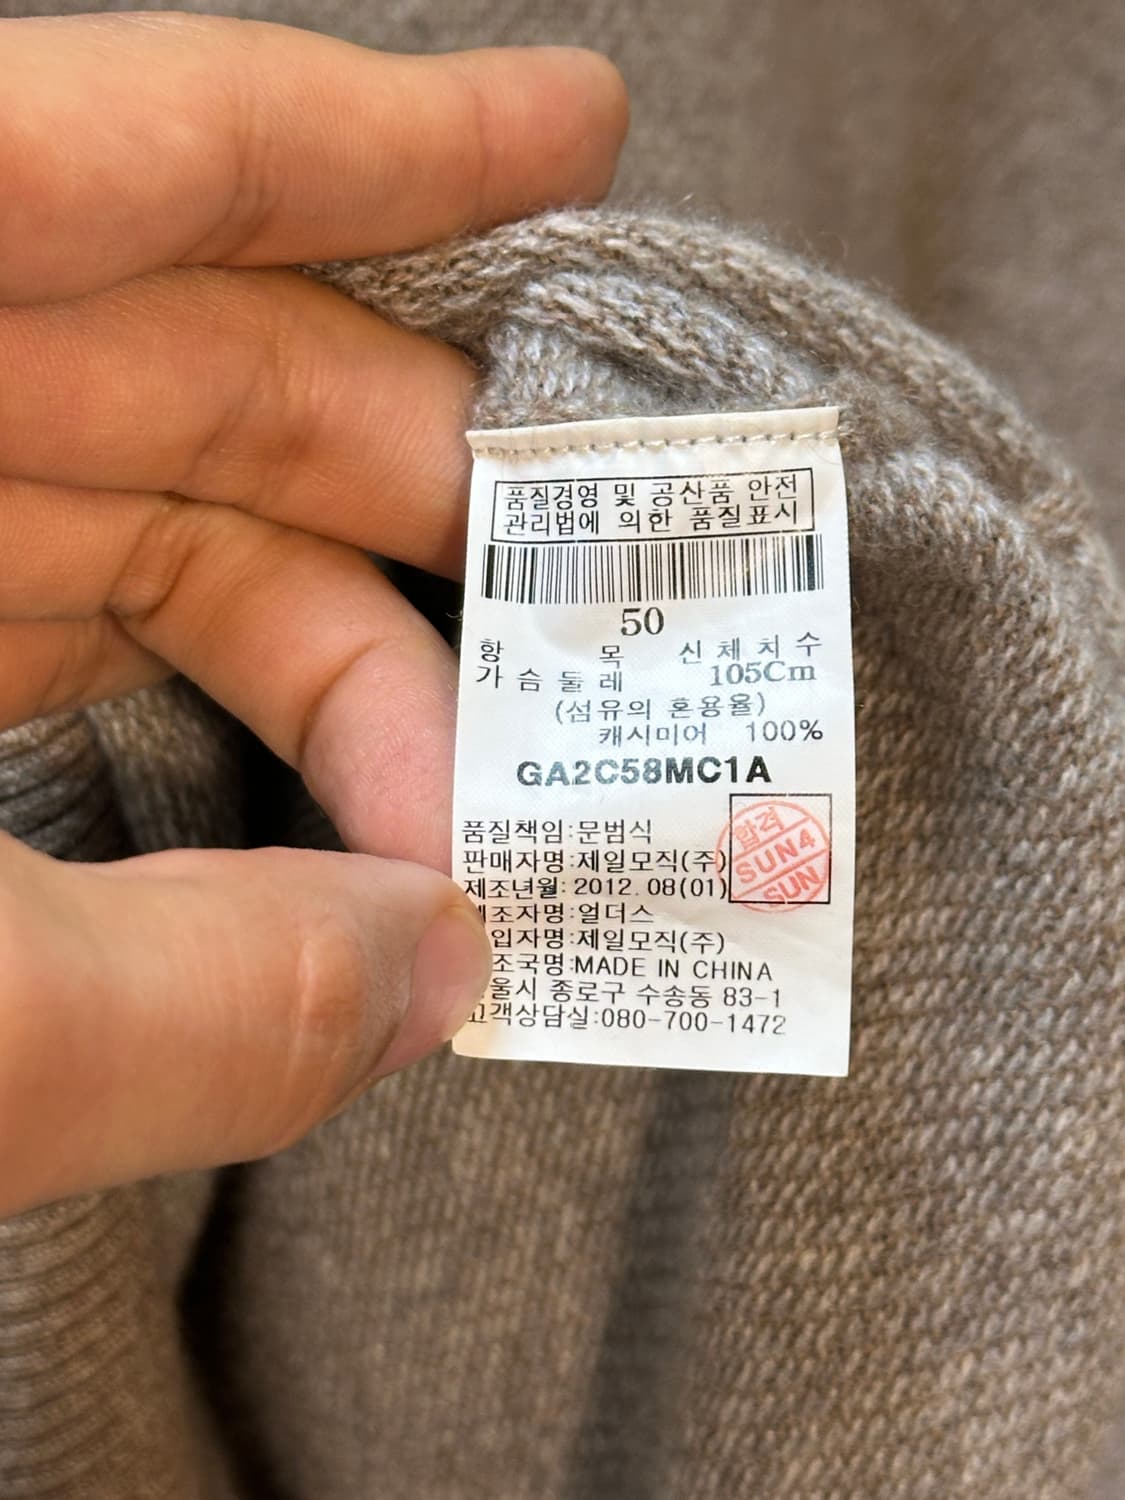 품질경영 및 공산품 안전
관리법에 의한 품질표시
50
항 목 신체치수
가슴둘레 105Cm
(섬유의 혼용율)
캐시미어 100%
GA2C58MC1A
품질책임:문범식
판매자명:제일모직(주)
제조년월: 2012.08(01)
조자명:얼더스
입자명:제일모직(주)
조국명:MADE IN CHINA
울시 종로구 수송동 83-1
고객상담실:080-700-1472
합격
SUN4
SUN